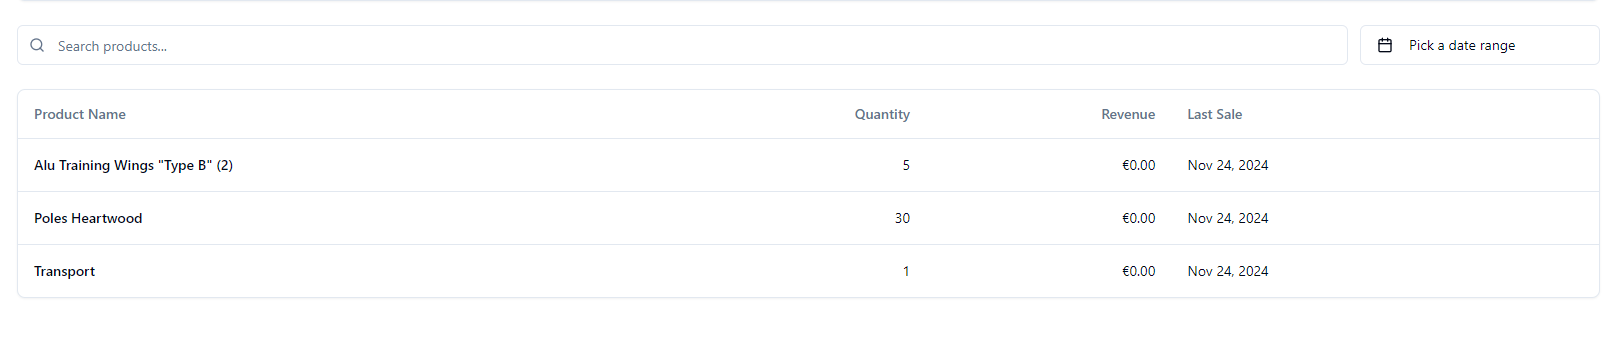 Search products...
Pick a date range
Product Name Quantity Revenue Last Sale
Alu Training Wings "Type B" (2) 5 €0.00 Nov 24, 2024
Poles Heartwood 30 €0.00 Nov 24, 2024
Transport 1 €0.00 Nov 24, 2024